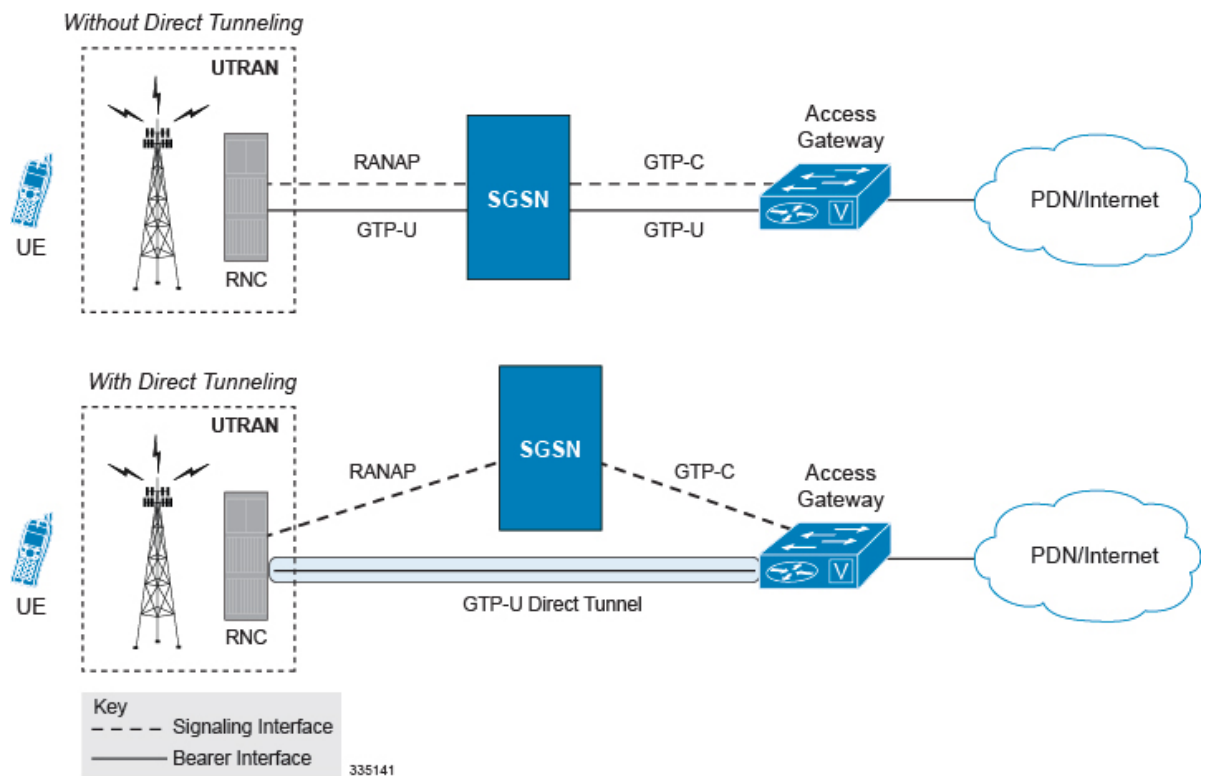 Without Direct Tunneling
UTRAN
UE
RNC
RANAP
GTP-U
SGSN
GTP-C
GTP-U
Access
Gateway
V
PDN/Internet
With Direct Tunneling
UTRAN
UE
RNC
RANAP
SGSN
GTP-C
GTP-U Direct Tunnel
Access
Gateway
V
PDN/Internet
Key
Signaling Interface
Bearer Interface
335141